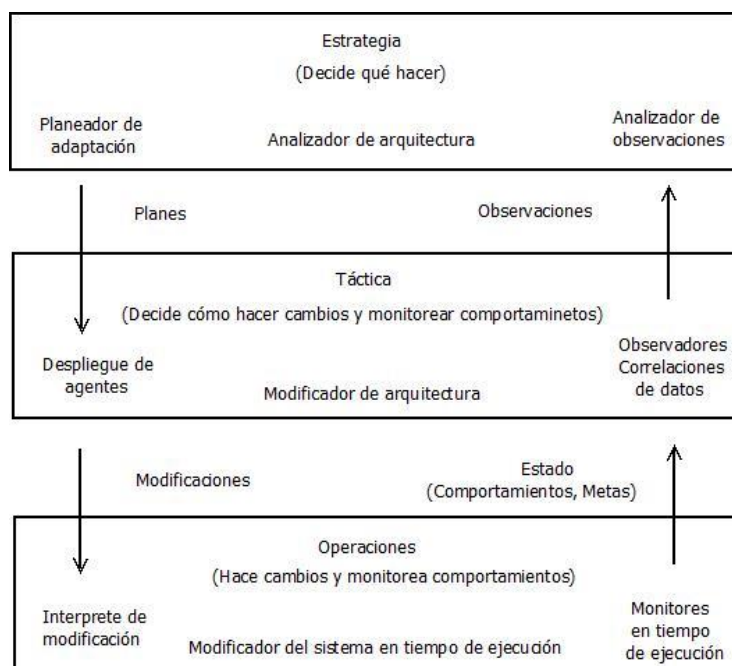 Estrategia
(Decide qué hacer)
Planeador de
adaptación
Analizador de arquitectura
Analizador de
observaciones
Planes
Observaciones
Táctica
(Decide cómo hacer cambios y monitorear comportaminetos)
Despliegue de
agentes
Modificador de arquitectura
Observadores
Correlaciones
de datos
Modificaciones
Estado
(Comportamientos, Metas)
Operaciones
(Hace cambios y monitorea comportamientos)
Interprete de
modificación
Modificador del sistema en tiempo de ejecución
Monitores
en tiempo
de ejecución